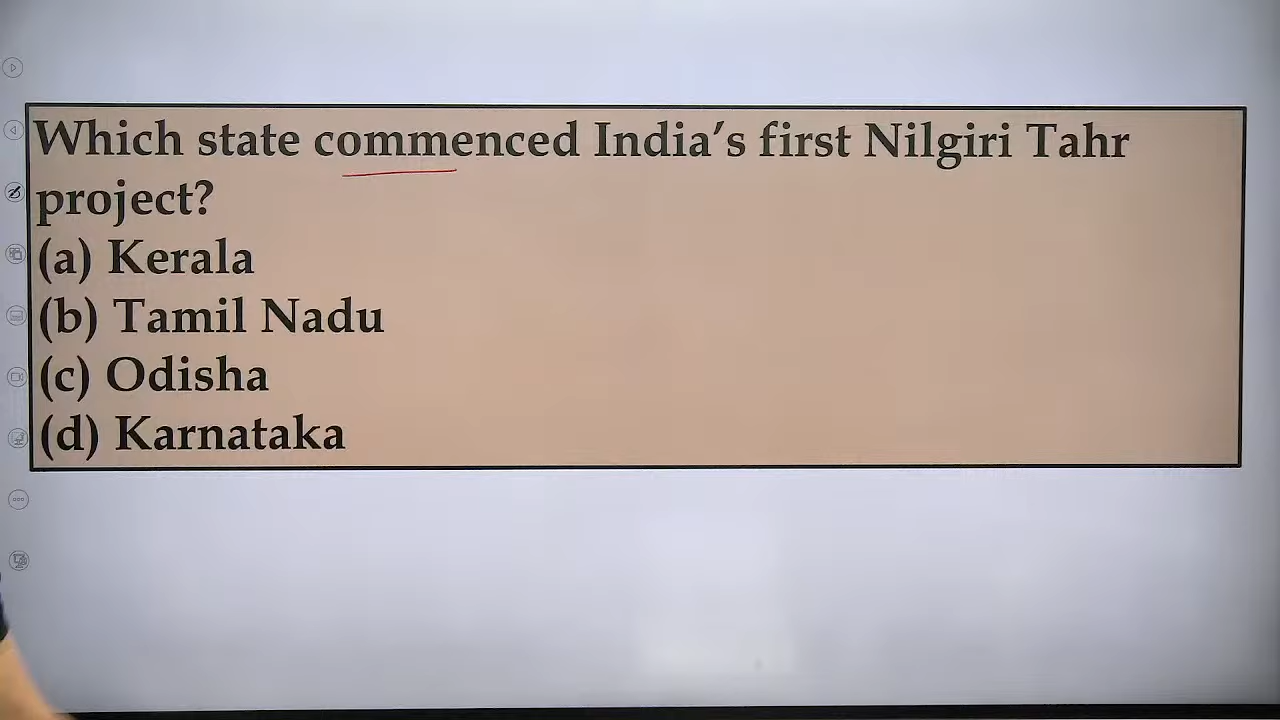 Which state commenced India’s first Nilgiri Tahr
project?
(a) Kerala
(b) Tamil Nadu
(c) Odisha
(d) Karnataka